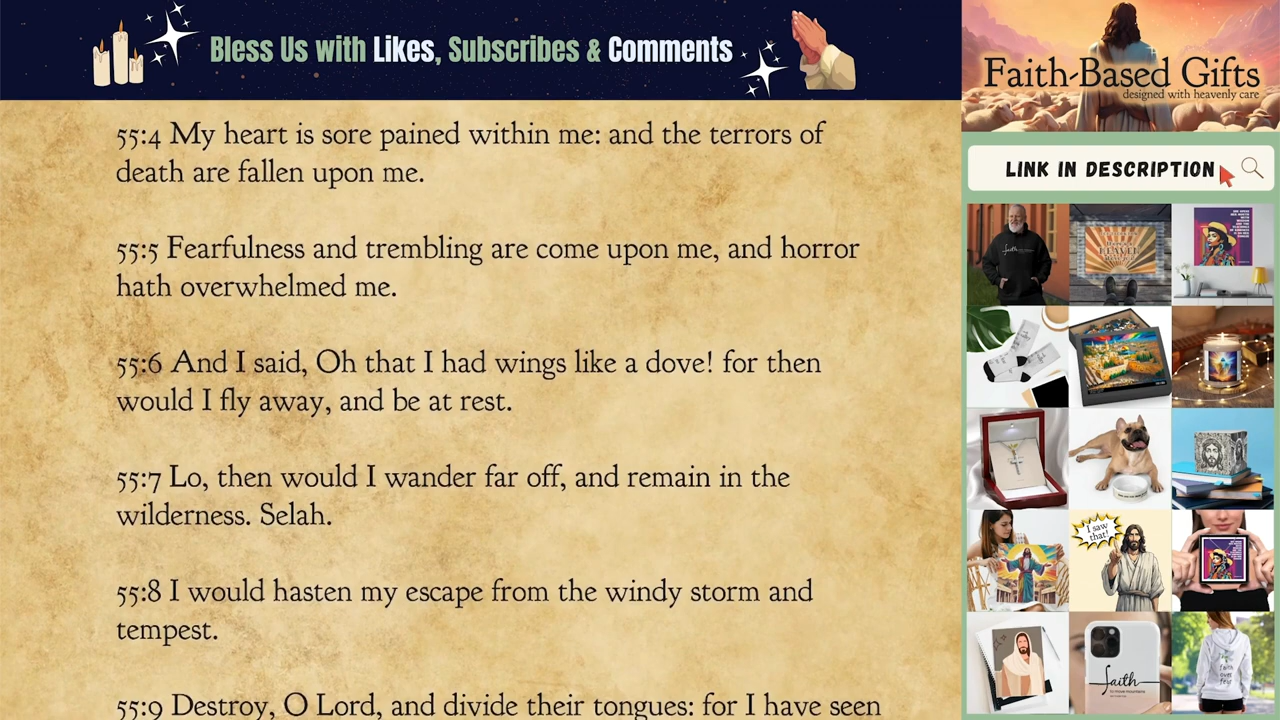 Bless Us with Likes, Subscribes & Comments
55:4 My heart is sore pained within me: and the terrors of
death are fallen upon me.
55:5 Fearfulness and trembling are come upon me, and horror
hath overwhelmed me.
55:6 And I said, Oh that I had wings like a dove! for then
would I fly away, and be at rest.
55:7 Lo, then would I wander far off, and remain in the
wilderness. Selah.
55:8 I would hasten my escape from the windy storm and
tempest.
55:9 Destroy, O Lord, and divide their tongues: for I have seen
Faith-Based Gifts
designed with heavenly care
LINK IN DESCRIPTION
faith
I saw
that!
faith
faith
over
fear